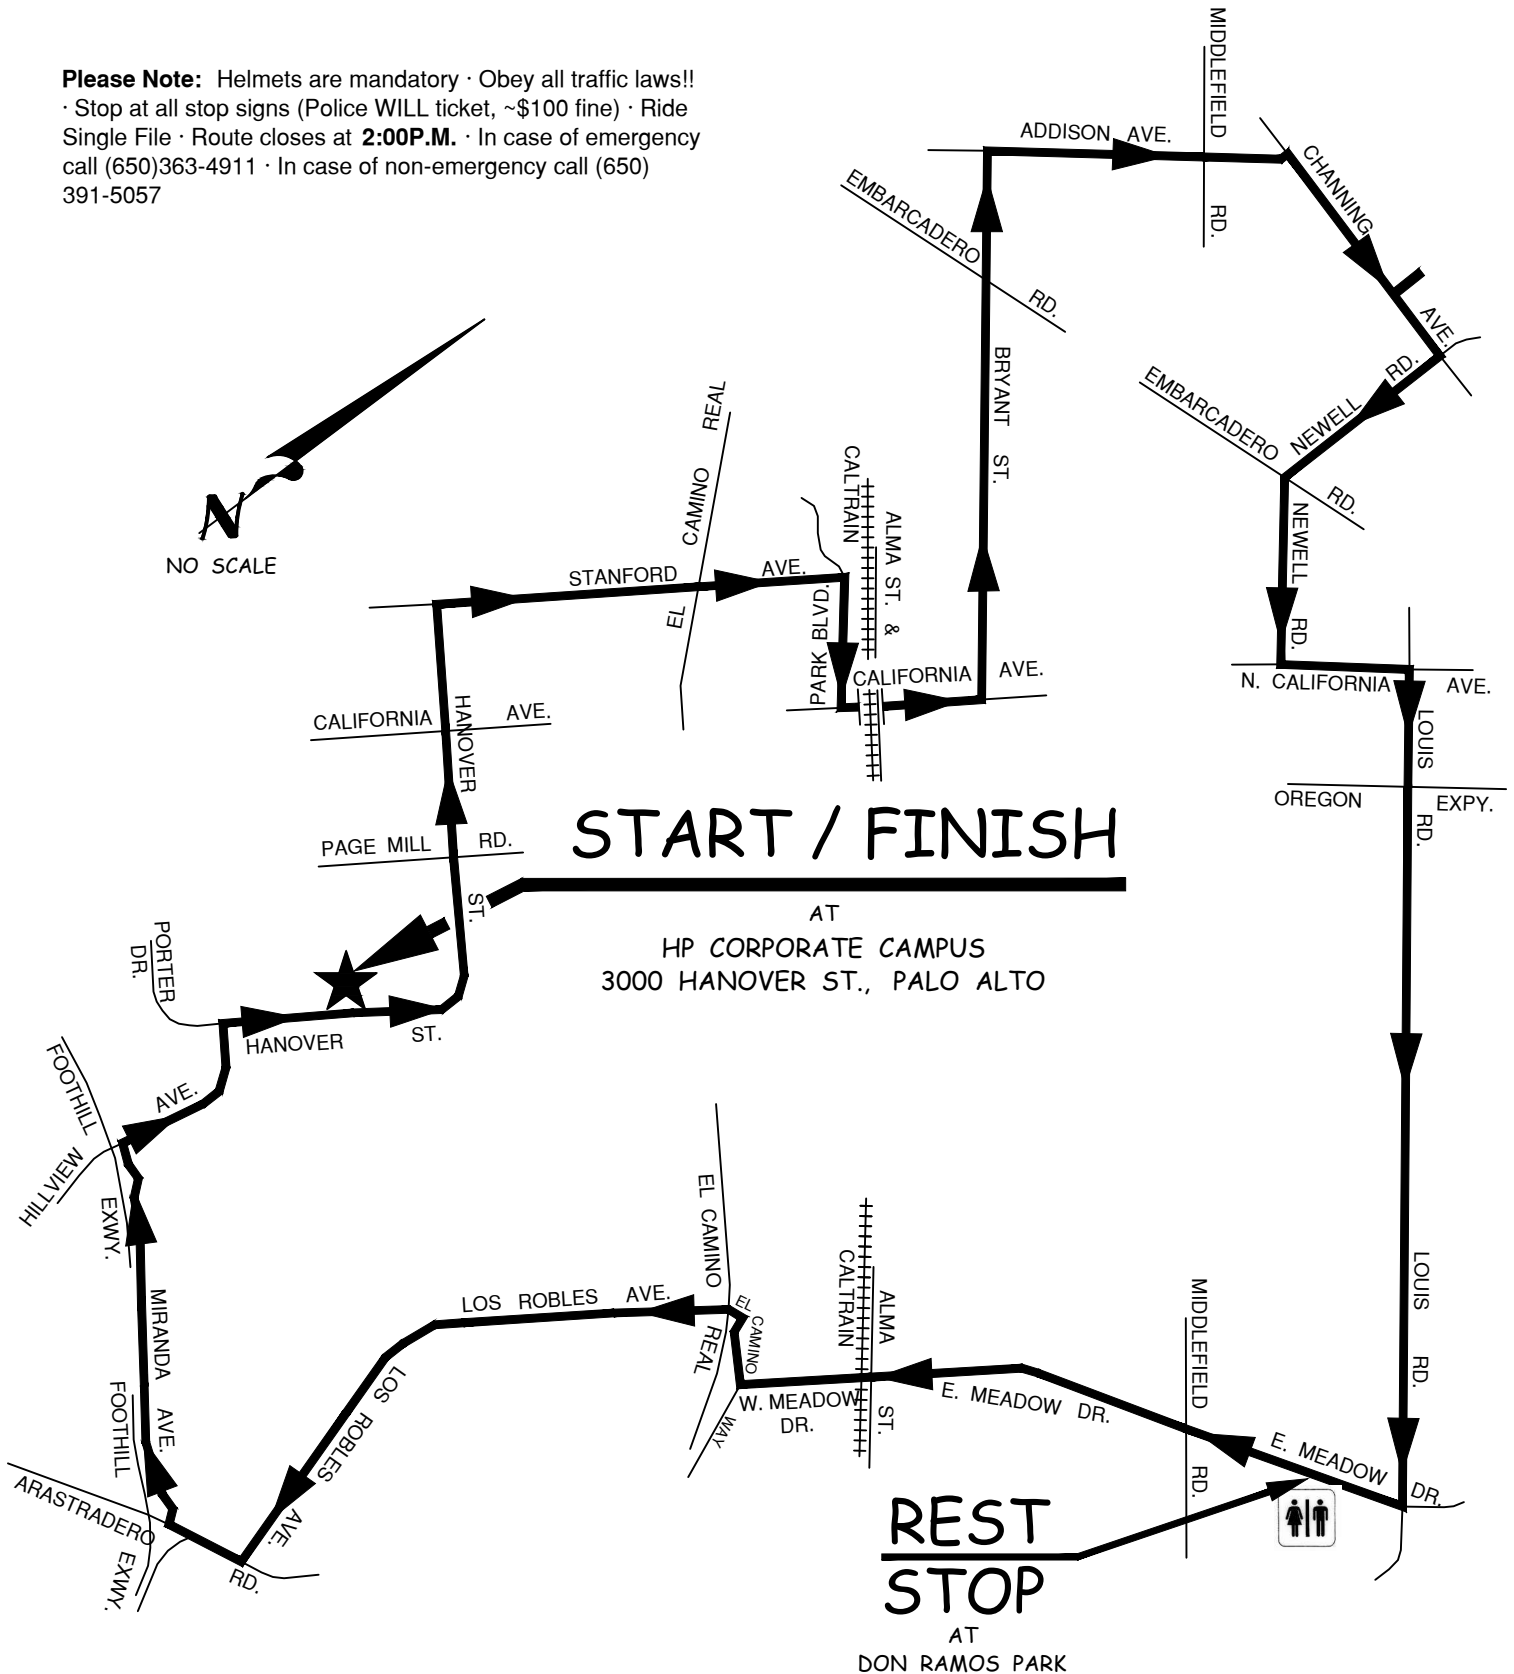 Please Note: Helmets are mandatory · Obey all traffic laws!!
· Stop at all stop signs (Police WILL ticket, ~$100 fine) · Ride
Single File · Route closes at 2:00P.M. · In case of emergency
call (650)363-4911 · In case of non-emergency call (650)
391-5057
MIDDLEFIELD RD.
ADDISON AVE.
CHANNING AVE.
EMBARCADERO RD.
BRYANT ST.
NEWELL RD.
EMBARCADERO RD.
NEWELL RD.
N
NO SCALE
EL CAMINO REAL
CALTRAIN
ALMA ST. &
STANFORD AVE.
PARK BLVD.
CALIFORNIA AVE.
N. CALIFORNIA AVE.
LOUIS RD.
OREGON EXPY.
CALIFORNIA AVE.
HANOVER ST.
PAGE MILL RD.
START / FINISH
AT
HP CORPORATE CAMPUS
3000 HANOVER ST., PALO ALTO
PORTER
DR.
HANOVER ST.
FOOTHILL EXWY.
HILLVIEW AVE.
MIRANDA AVE.
FOOTHILL EXWY.
ARASTRADERO RD.
LOS ROBLES AVE.
LOS ROBLES AVE.
EL CAMINO REAL
EL CAMINO WAY
W. MEADOW
DR.
CALTRAIN
ALMA ST.
E. MEADOW DR.
MIDDLEFIELD RD.
E. MEADOW DR.
LOUIS RD.
REST
STOP
AT
DON RAMOS PARK